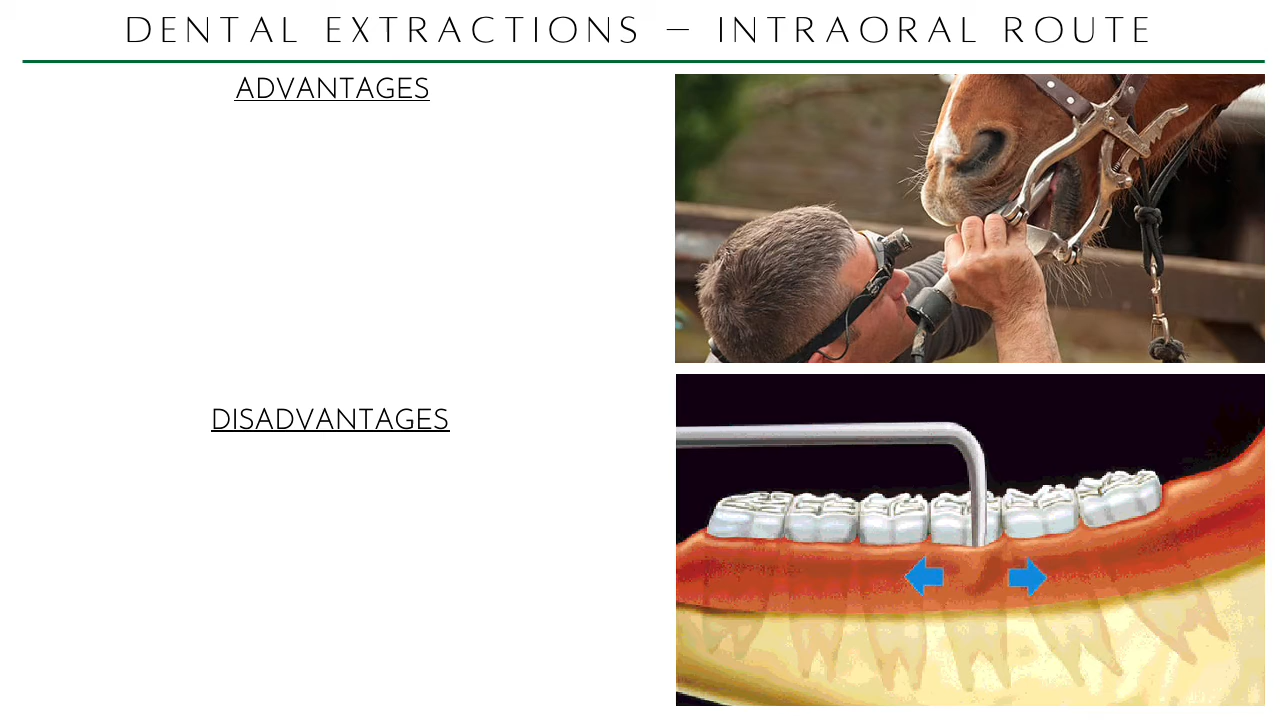 DENTAL EXTRACTIONS – INTRAORAL ROUTE
ADVANTAGES
DISADVANTAGES